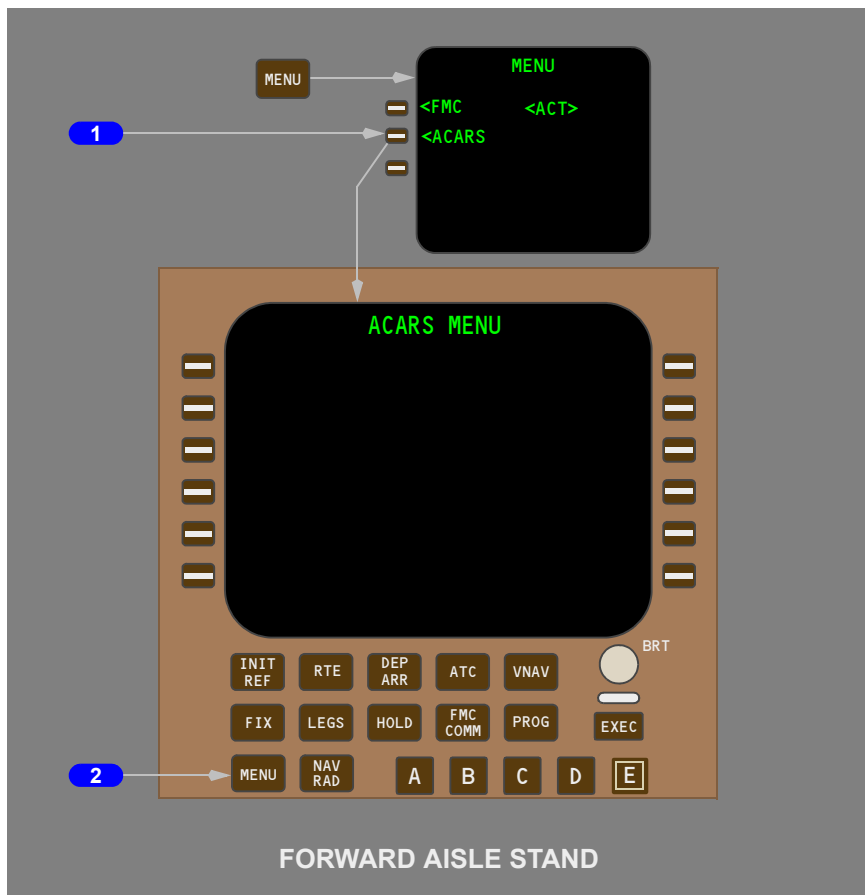 MENU
MENU
<FMC <ACT>
1
<ACARS
ACARS MENU
BRT
INIT REF
RTE
DEP ARR
ATC
VNAV
FIX
LEGS
HOLD
FMC COMM
PROG
EXEC
2
MENU
NAV RAD
A B C D E
FORWARD AISLE STAND